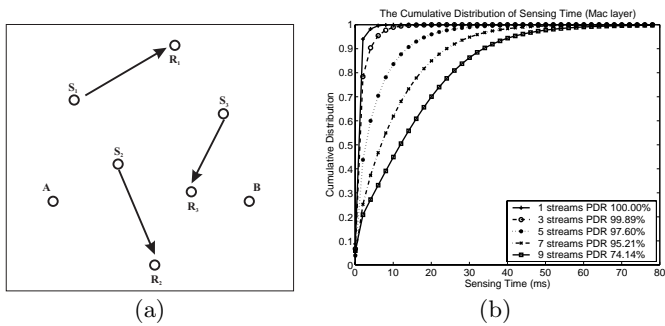 R₁
S₁
S₃
S₂
A
R₃
B
R₂
(a)
The Cumulative Distribution of Sensing Time (Mac layer)
Cumulative Distribution
1
0.9
0.8
0.7
0.6
0.5
0.4
0.3
0.2
0.1
0
1 streams PDR 100.00%
3 streams PDR 99.89%
5 streams PDR 97.60%
7 streams PDR 95.21%
9 streams PDR 74.14%
0 10 20 30 40 50 60 70 80
Sensing Time (ms)
(b)